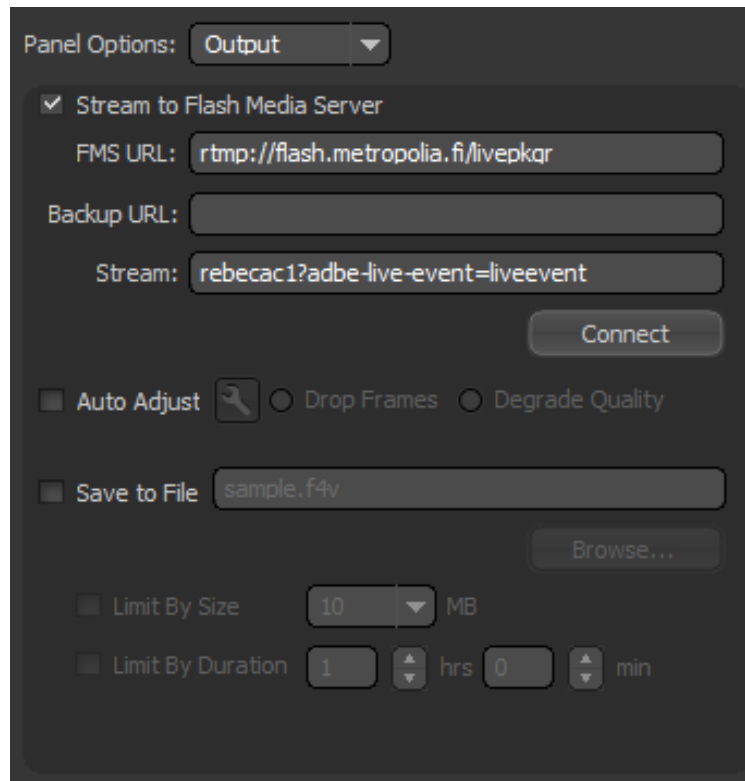 Panel Options: Output
Stream to Flash Media Server
FMS URL: rtmp://flash.metropolia.fi/livepkgr
Backup URL:
Stream: rebecac1?adbe-live-event=liveevent
Connect
Auto Adjust Drop Frames Degrade Quality
Save to File sample.f4v
Browse...
Limit By Size 10 MB
Limit By Duration 1 hrs 0 min